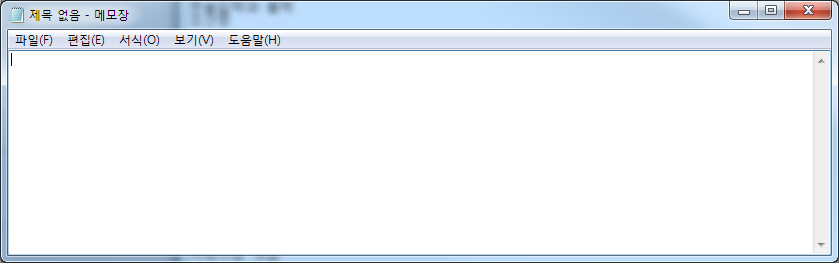 제목 없음 - 메모장
파일(F) 편집(E) 서식(O) 보기(V) 도움말(H)